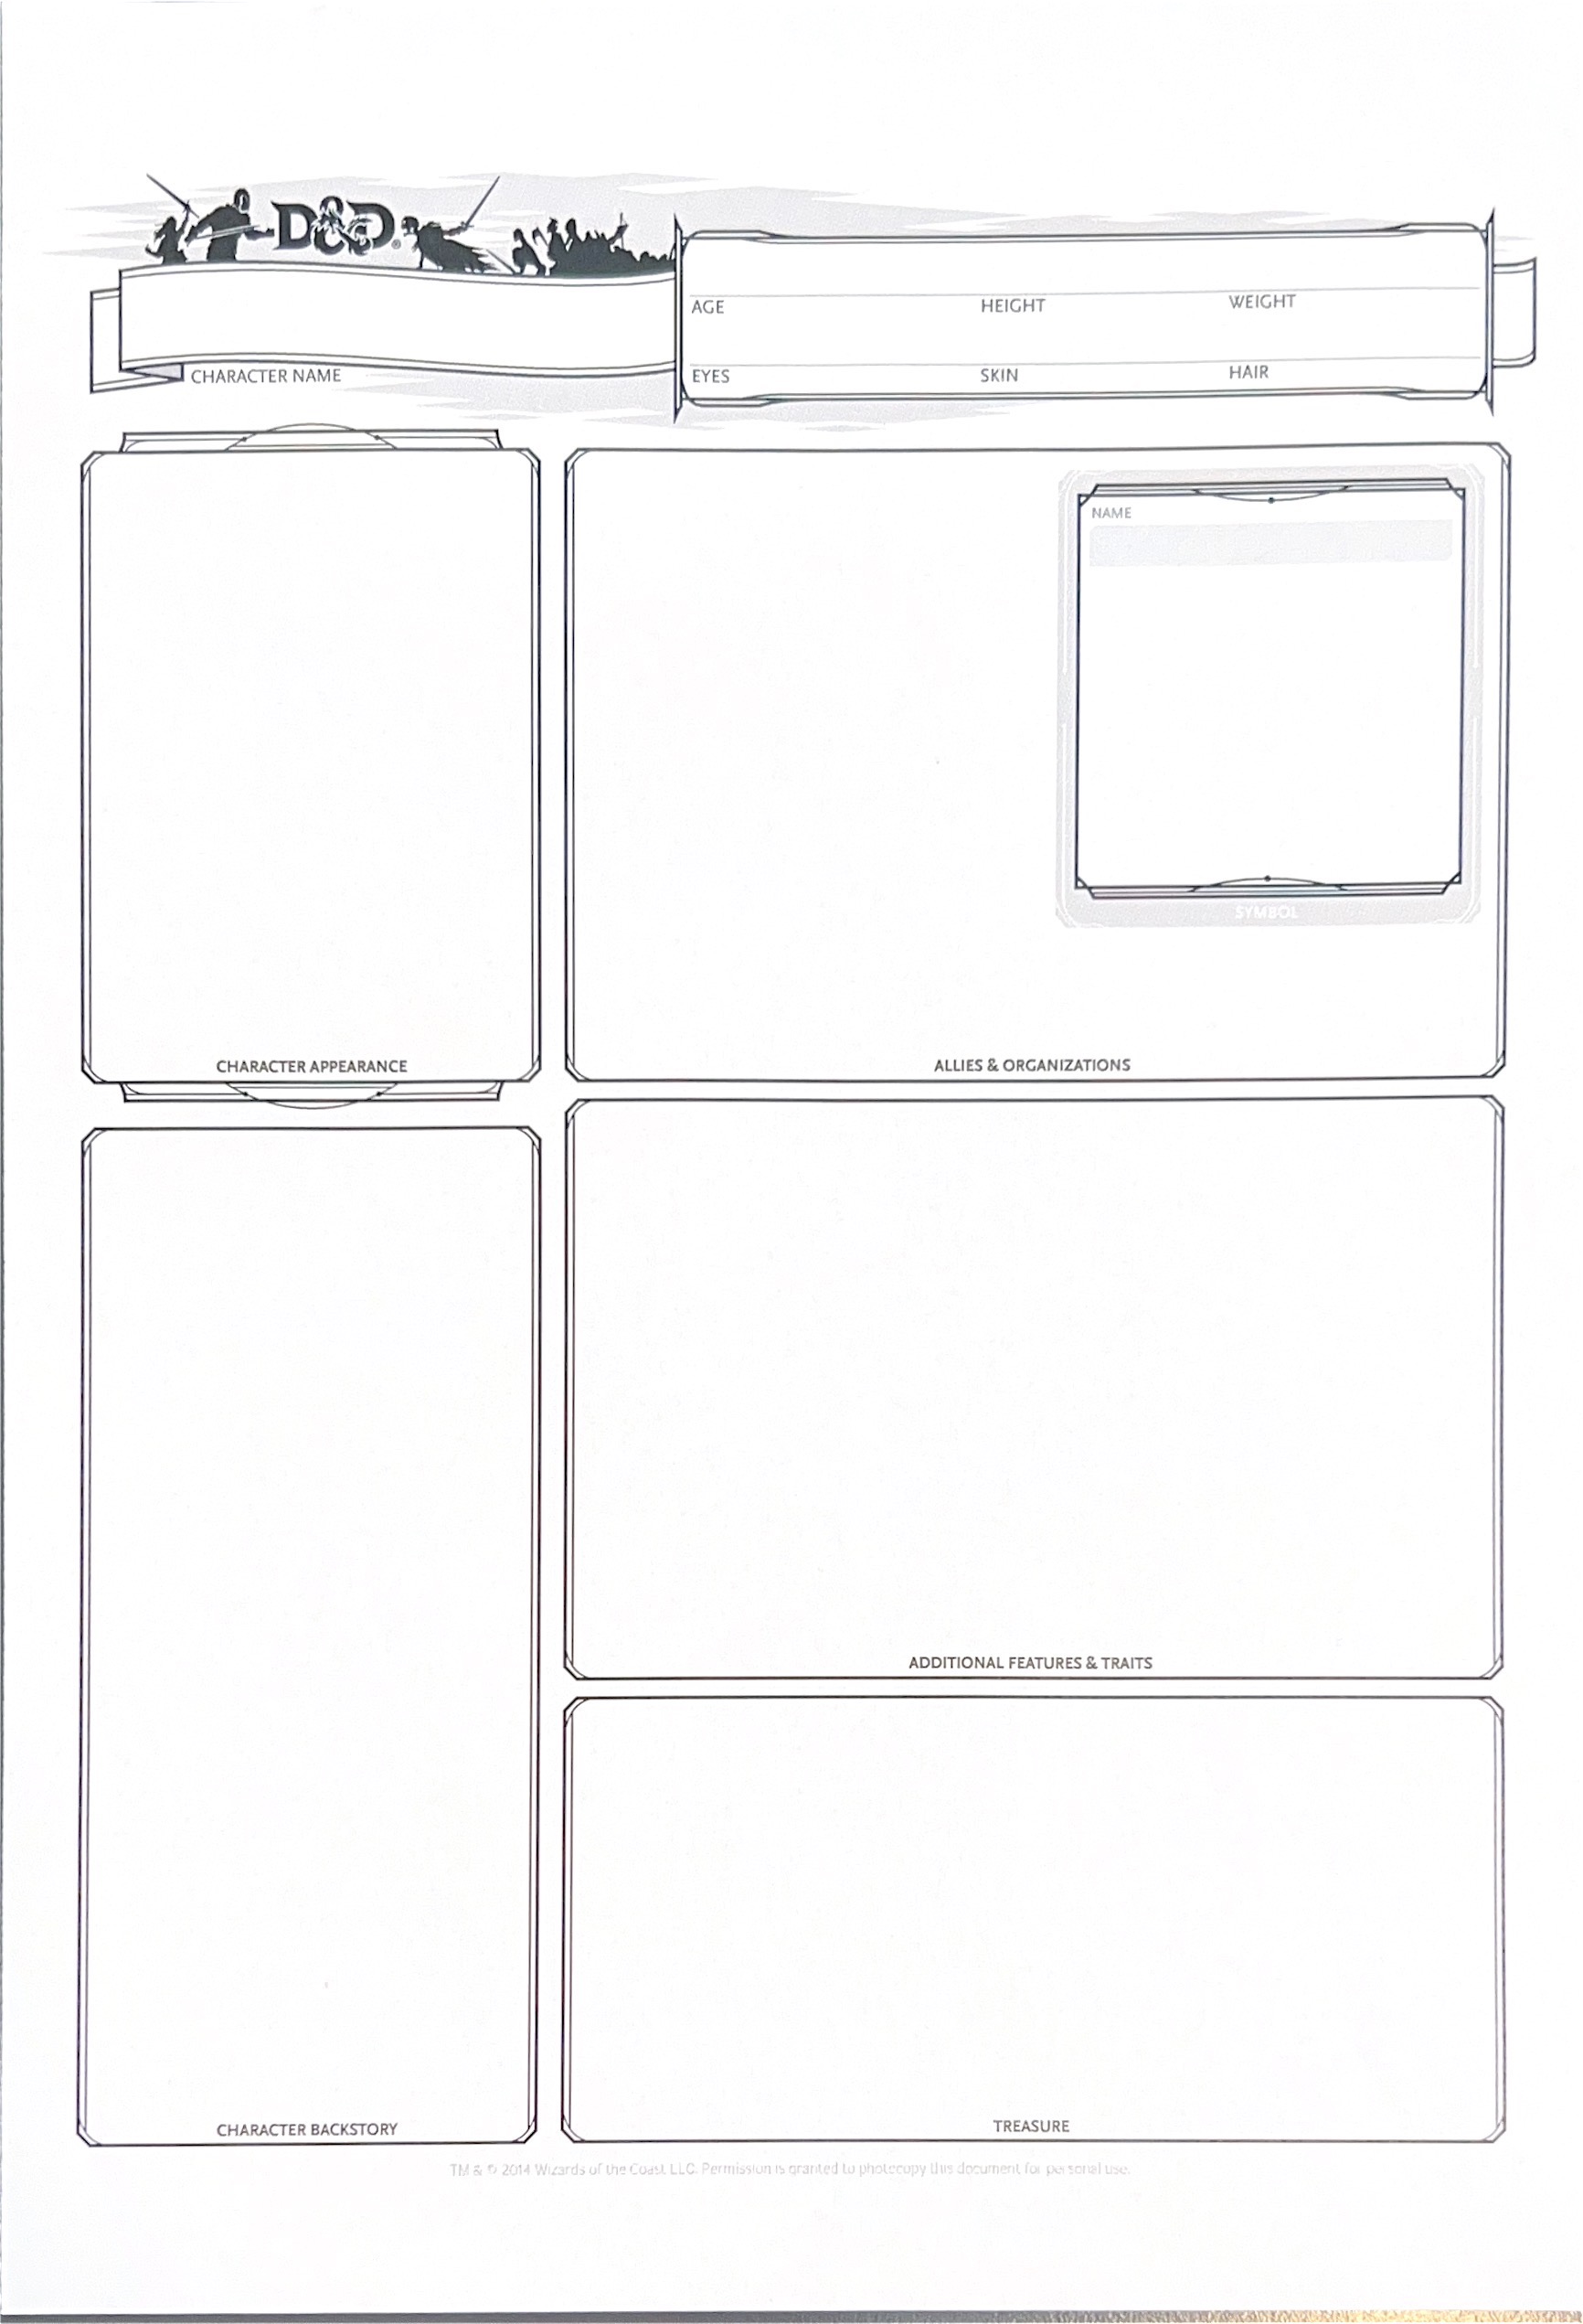 D&D®
AGE HEIGHT WEIGHT
CHARACTER NAME
EYES SKIN HAIR
NAME
SYMBOL
CHARACTER APPEARANCE
ALLIES & ORGANIZATIONS
ADDITIONAL FEATURES & TRAITS
CHARACTER BACKSTORY
TREASURE
TM & © 2014 Wizards of the Coast LLC. Permission is granted to photocopy this document for personal use.